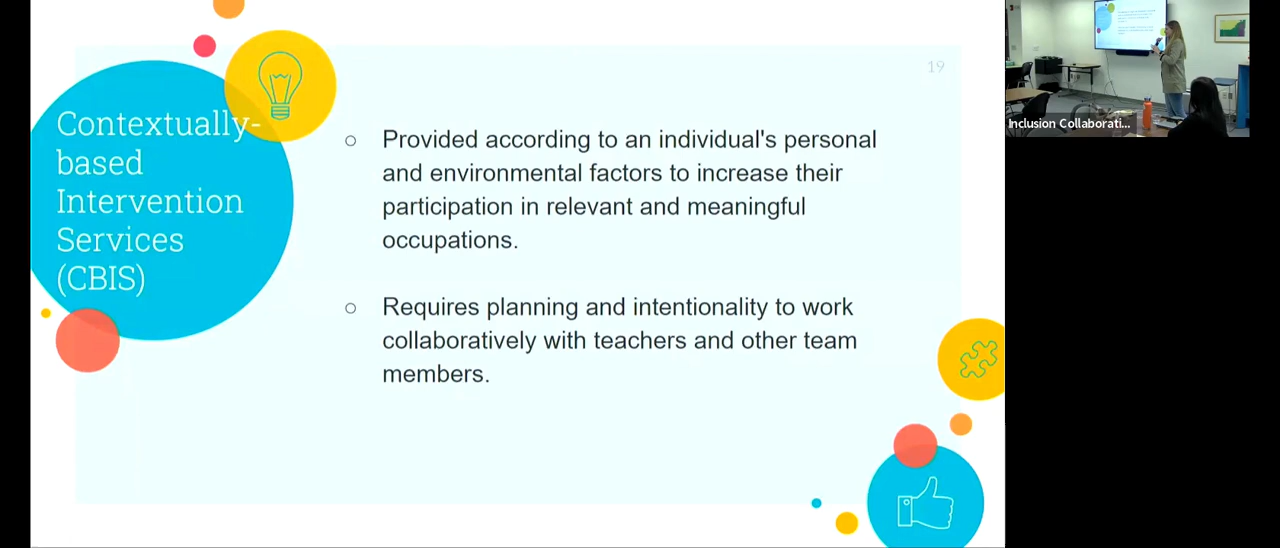 19
Contextually-
based
Intervention
Services
(CBIS)
○ Provided according to an individual's personal
and environmental factors to increase their
participation in relevant and meaningful
occupations.
○ Requires planning and intentionality to work
collaboratively with teachers and other team
members.
Inclusion Collaborati...